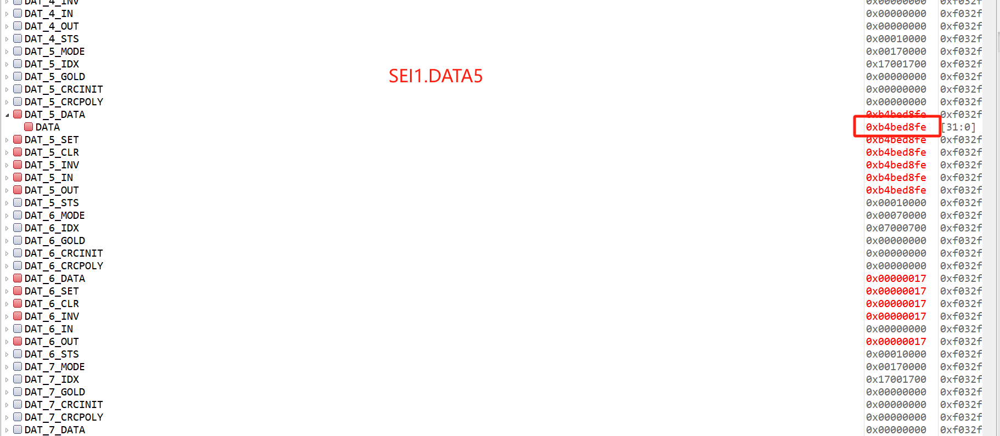 DAT_4_INV 0x00000000 0xf032f
DAT_4_IN 0x00000000 0xf032f
DAT_4_OUT 0x00000000 0xf032f
DAT_4_STS 0x00010000 0xf032f
DAT_5_MODE 0x00170000 0xf032f
DAT_5_IDX 0x17001700 0xf032f
SEI1.DATA5
DAT_5_GOLD 0x00000000 0xf032f
DAT_5_CRCINIT 0x00000000 0xf032f
DAT_5_CRCPOLY 0x00000000 0xf032f
DAT_5_DATA 0xb4bed8fe 0xf032f
DATA 0xb4bed8fe [31:0]
DAT_5_SET 0xb4bed8fe 0xf032f
DAT_5_CLR 0xb4bed8fe 0xf032f
DAT_5_INV 0xb4bed8fe 0xf032f
DAT_5_IN 0xb4bed8fe 0xf032f
DAT_5_OUT 0xb4bed8fe 0xf032f
DAT_5_STS 0x00010000 0xf032f
DAT_6_MODE 0x00070000 0xf032f
DAT_6_IDX 0x07000700 0xf032f
DAT_6_GOLD 0x00000000 0xf032f
DAT_6_CRCINIT 0x00000000 0xf032f
DAT_6_CRCPOLY 0x00000000 0xf032f
DAT_6_DATA 0x00000017 0xf032f
DAT_6_SET 0x00000017 0xf032f
DAT_6_CLR 0x00000017 0xf032f
DAT_6_INV 0x00000017 0xf032f
DAT_6_IN 0x00000000 0xf032f
DAT_6_OUT 0x00000017 0xf032f
DAT_6_STS 0x00010000 0xf032f
DAT_7_MODE 0x00170000 0xf032f
DAT_7_IDX 0x17001700 0xf032f
DAT_7_GOLD 0x00000000 0xf032f
DAT_7_CRCINIT 0x00000000 0xf032f
DAT_7_CRCPOLY 0x00000000 0xf032f
DAT_7_DATA 0x00000000 0xf032f